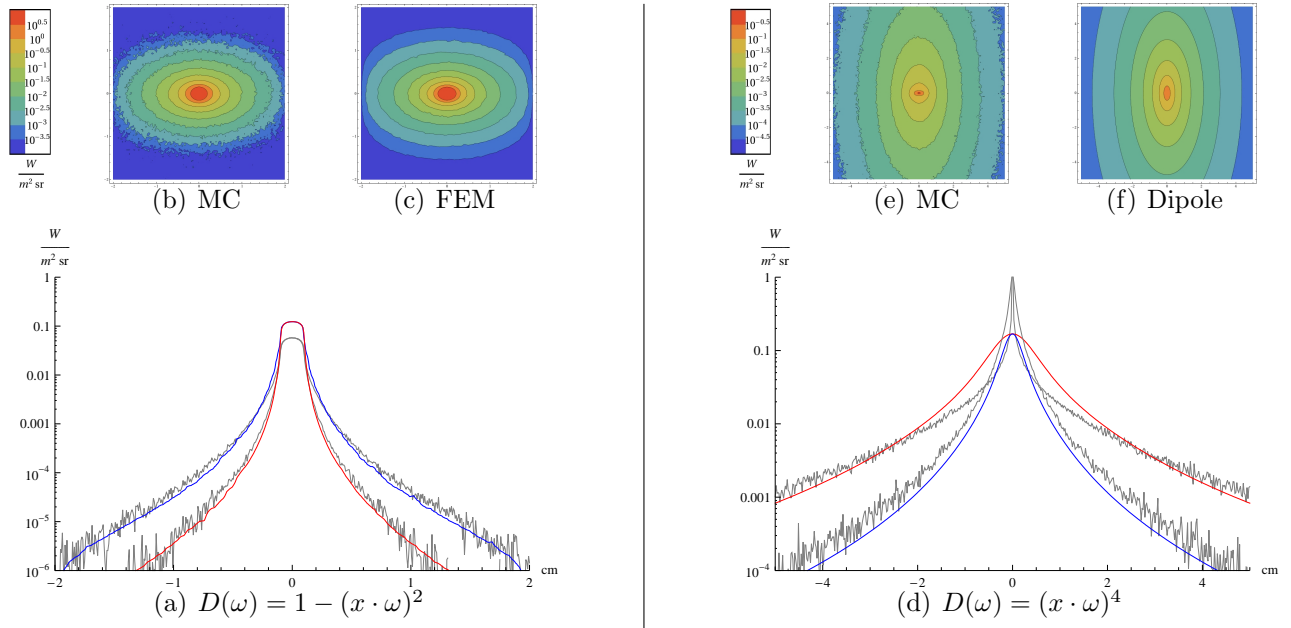 10^0.5
10^0
10^-0.5
10^-1
10^-1.5
10^-2
10^-2.5
10^-3
10^-3.5
W
m² sr
(b) MC
(c) FEM
W
m² sr
1
0.1
0.01
0.001
10^-4
10^-5
10^-6
-2 -1 0 1 2 cm
(a) D(ω) = 1 − (x · ω)²
10^-0.5
10^-1
10^-1.5
10^-2
10^-2.5
10^-3
10^-3.5
10^-4
10^-4.5
W
m² sr
(e) MC
(f) Dipole
W
m² sr
1
0.1
0.01
0.001
10^-4
-4 -2 0 2 4 cm
(d) D(ω) = (x · ω)⁴